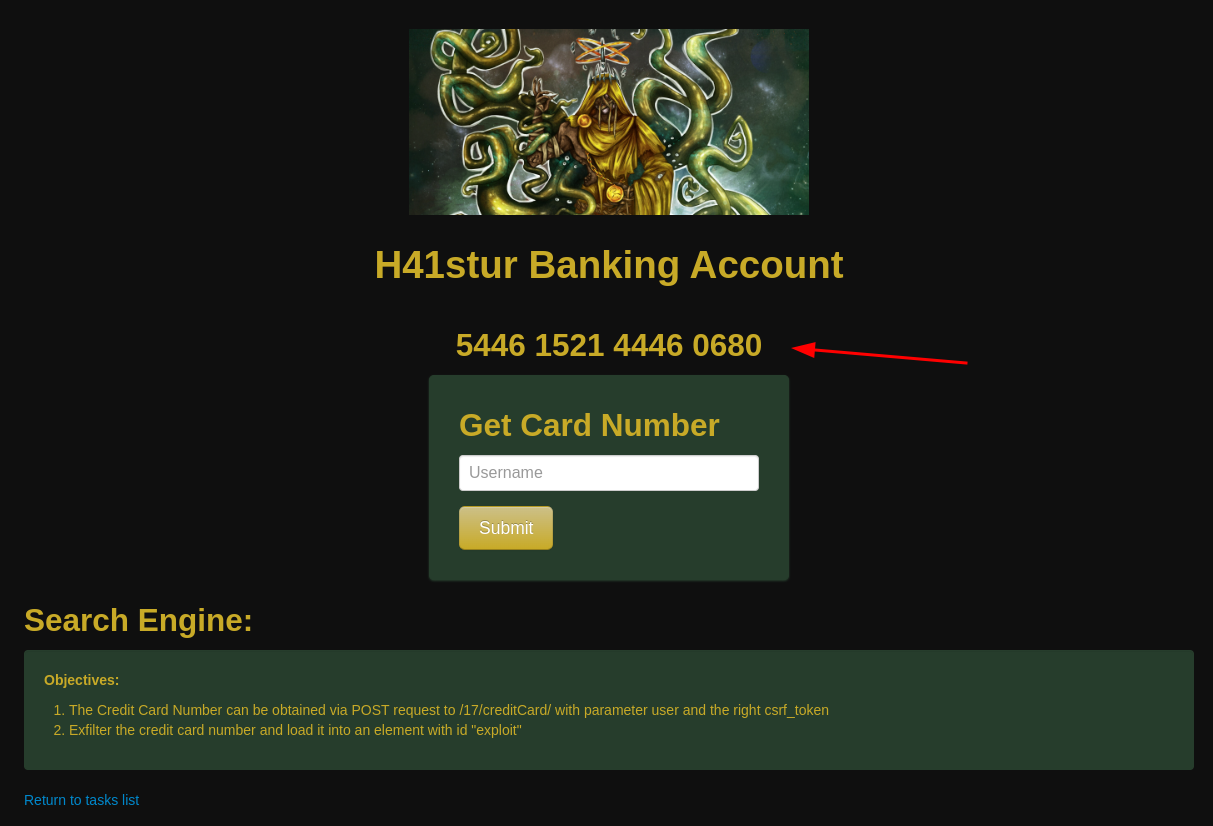 H41stur Banking Account
5446 1521 4446 0680
Get Card Number
Username
Submit
Search Engine:
Objectives:
1. The Credit Card Number can be obtained via POST request to /17/creditCard/ with parameter user and the right csrf_token
2. Exfilter the credit card number and load it into an element with id "exploit"
Return to tasks list